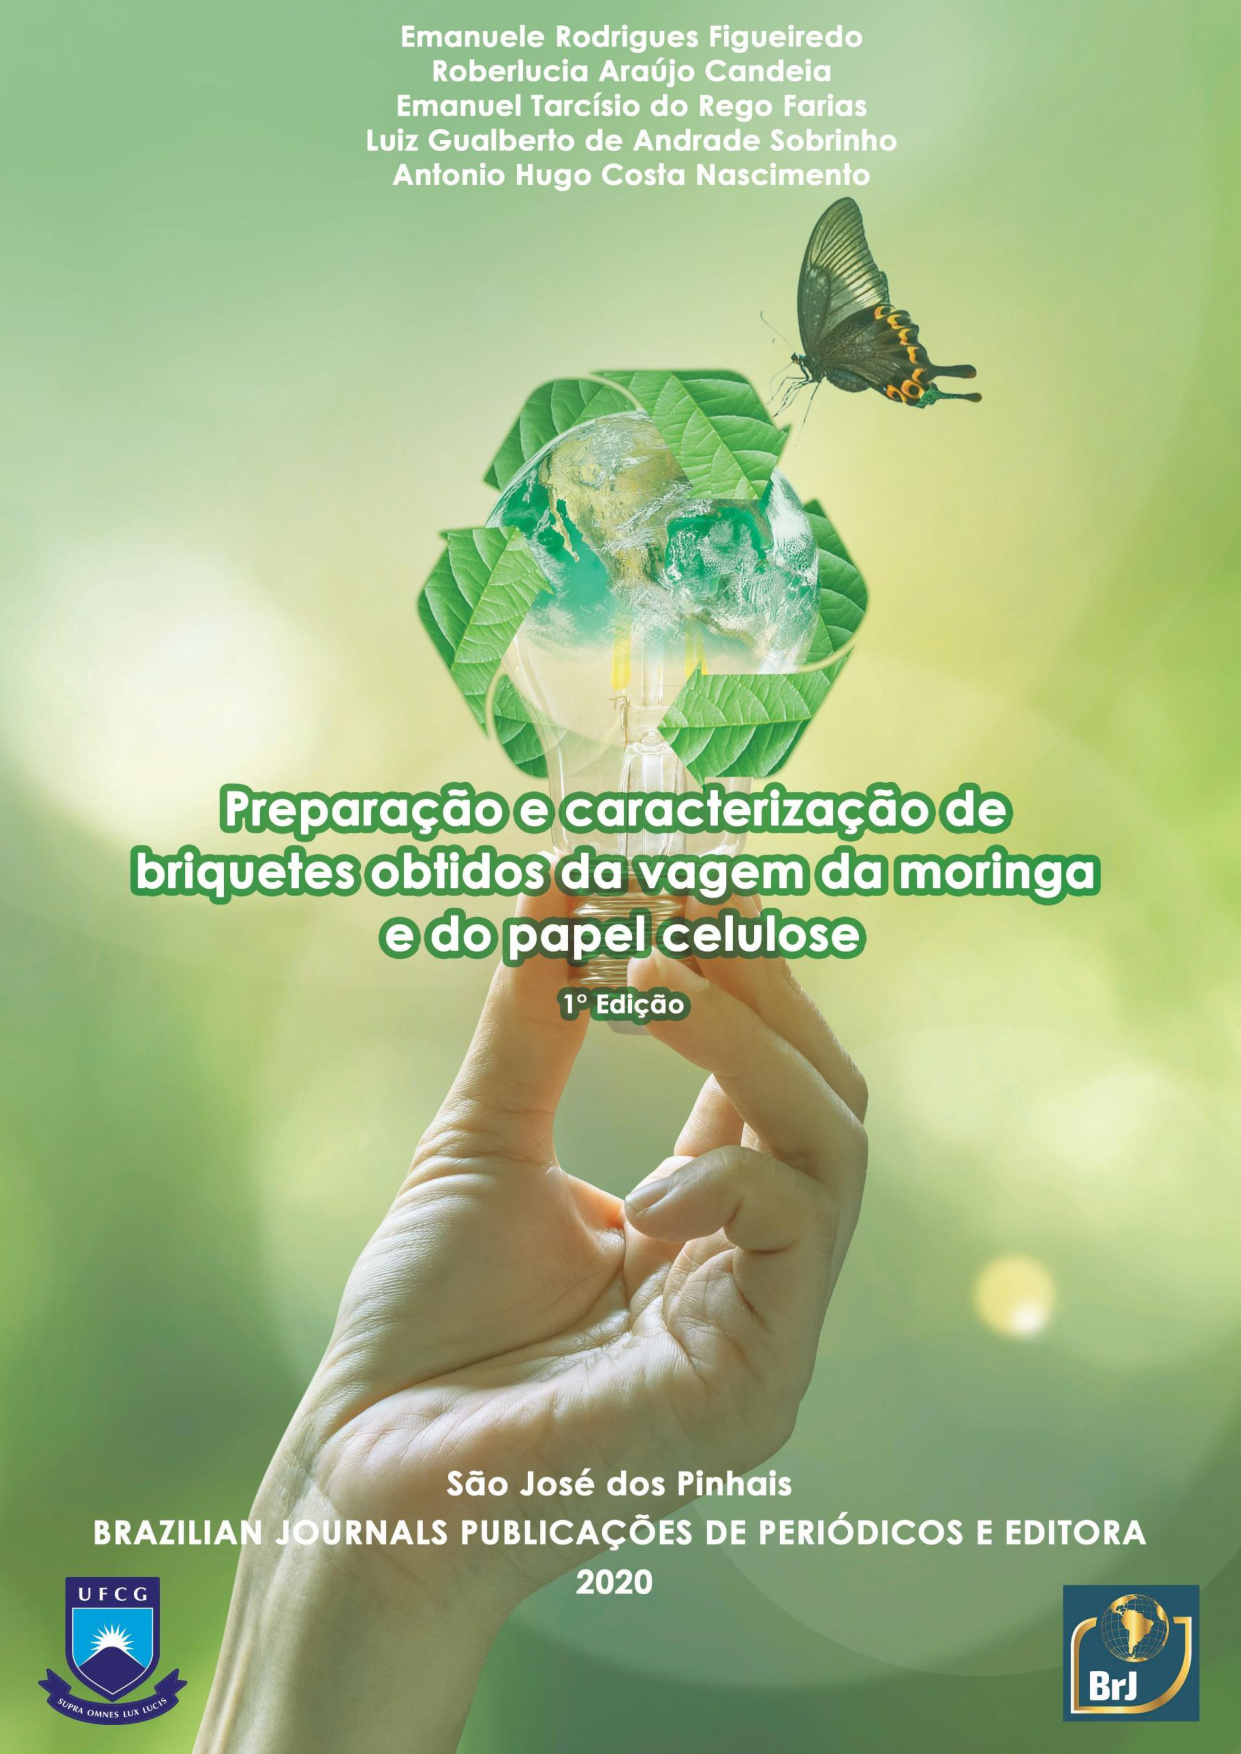 Emanuele Rodrigues Figueiredo
Roberlucia Araújo Candeia
Emanuel Tarcísio do Rego Farias
Luiz Gualberto de Andrade Sobrinho
Antonio Hugo Costa Nascimento
Preparação e caracterização de
briquetes obtidos da vagem da moringa
e do papel celulose
1º Edição
São José dos Pinhais
BRAZILIAN JOURNALS PUBLICAÇÕES DE PERIÓDICOS E EDITORA
2020
UFCG
SUPRA OMNES LUX LUCIS
BrJ